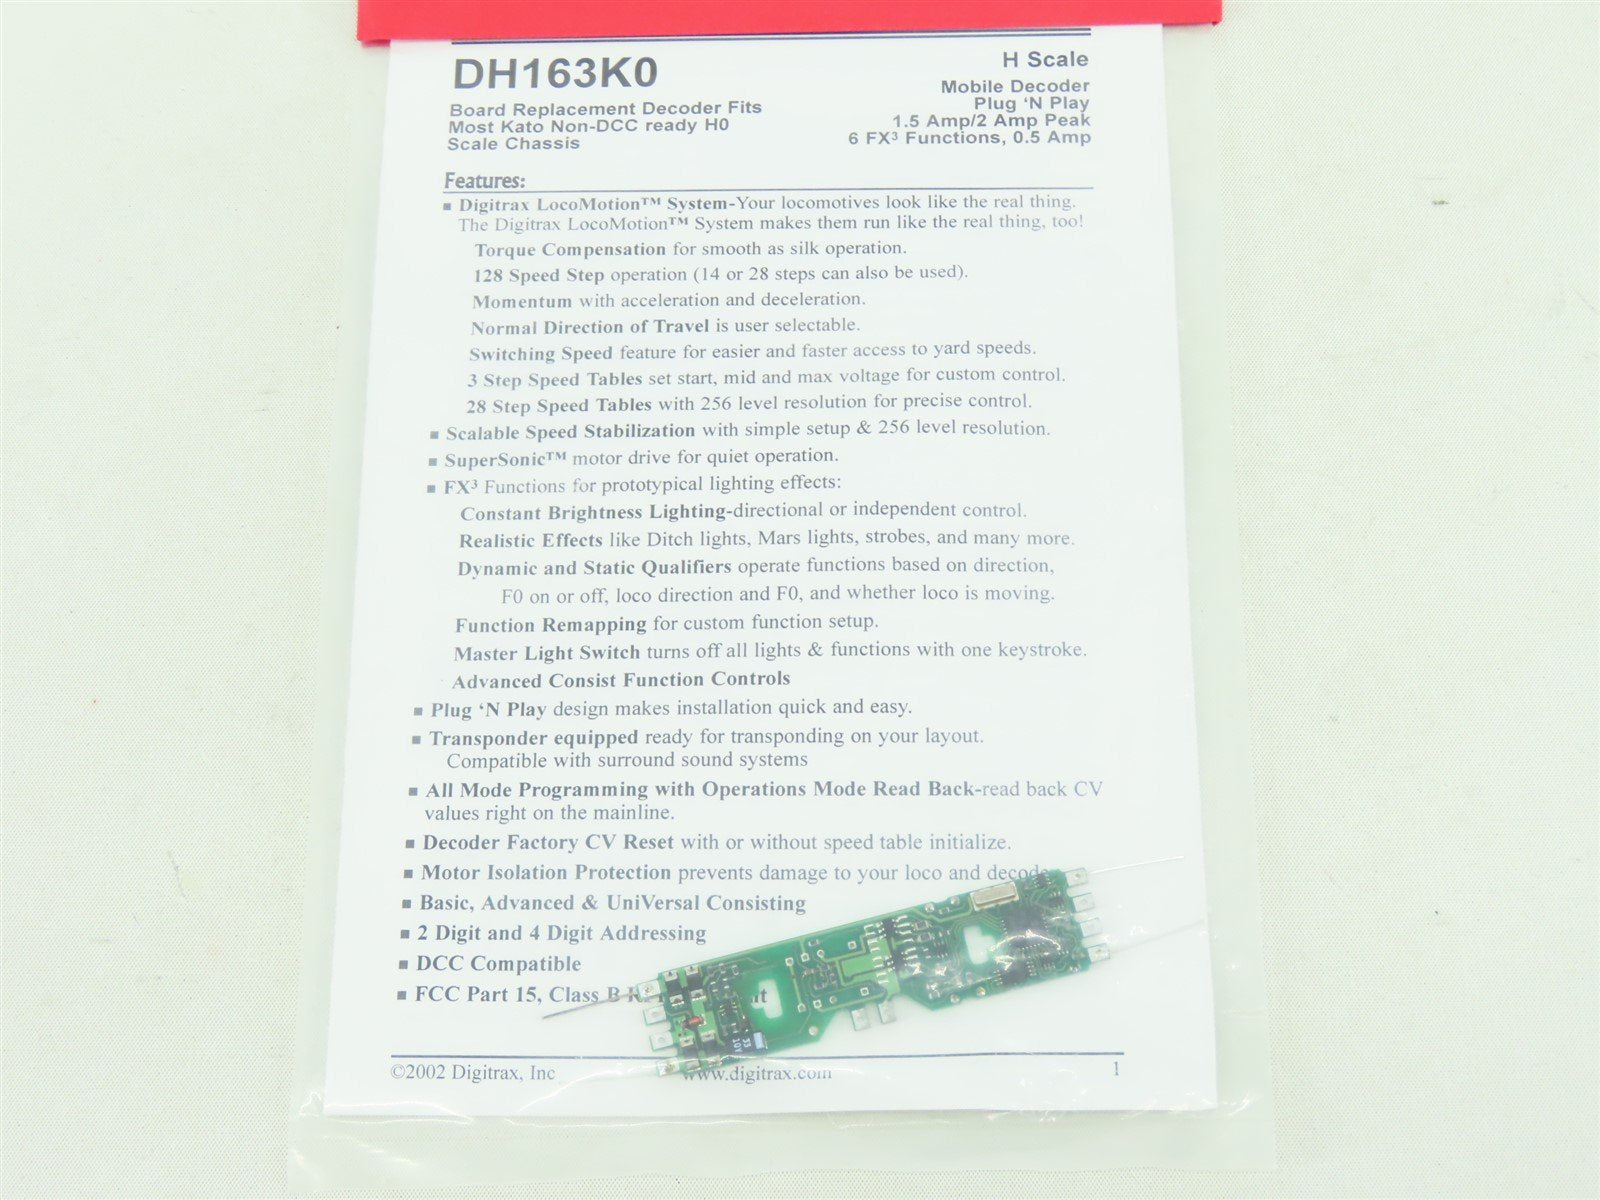 DH163K0
Board Replacement Decoder Fits
Most Kato Non-DCC ready H0
Scale Chassis
H Scale
Mobile Decoder
Plug ‘N Play
1.5 Amp/2 Amp Peak
6 FX³ Functions, 0.5 Amp
Features:
■ Digitrax LocoMotion™ System-Your locomotives look like the real thing.
The Digitrax LocoMotion™ System makes them run like the real thing, too!
Torque Compensation for smooth as silk operation.
128 Speed Step operation (14 or 28 steps can also be used).
Momentum with acceleration and deceleration.
Normal Direction of Travel is user selectable.
Switching Speed feature for easier and faster access to yard speeds.
3 Step Speed Tables set start, mid and max voltage for custom control.
28 Step Speed Tables with 256 level resolution for precise control.
■ Scalable Speed Stabilization with simple setup & 256 level resolution.
■ SuperSonic™ motor drive for quiet operation.
■ FX³ Functions for prototypical lighting effects:
Constant Brightness Lighting-directional or independent control.
Realistic Effects like Ditch lights, Mars lights, strobes, and many more.
Dynamic and Static Qualifiers operate functions based on direction,
F0 on or off, loco direction and F0, and whether loco is moving.
Function Remapping for custom function setup.
Master Light Switch turns off all lights & functions with one keystroke.
Advanced Consist Function Controls
■ Plug ‘N Play design makes installation quick and easy.
■ Transponder equipped ready for transponding on your layout.
Compatible with surround sound systems
■ All Mode Programming with Operations Mode Read Back-read back CV
values right on the mainline.
■ Decoder Factory CV Reset with or without speed table initialize.
■ Motor Isolation Protection prevents damage to your loco and decode
■ Basic, Advanced & UniVersal Consisting
■ 2 Digit and 4 Digit Addressing
■ DCC Compatible
■ FCC Part 15, Class B
33
10V
©2002 Digitrax, Inc
www.digitrax.com
1